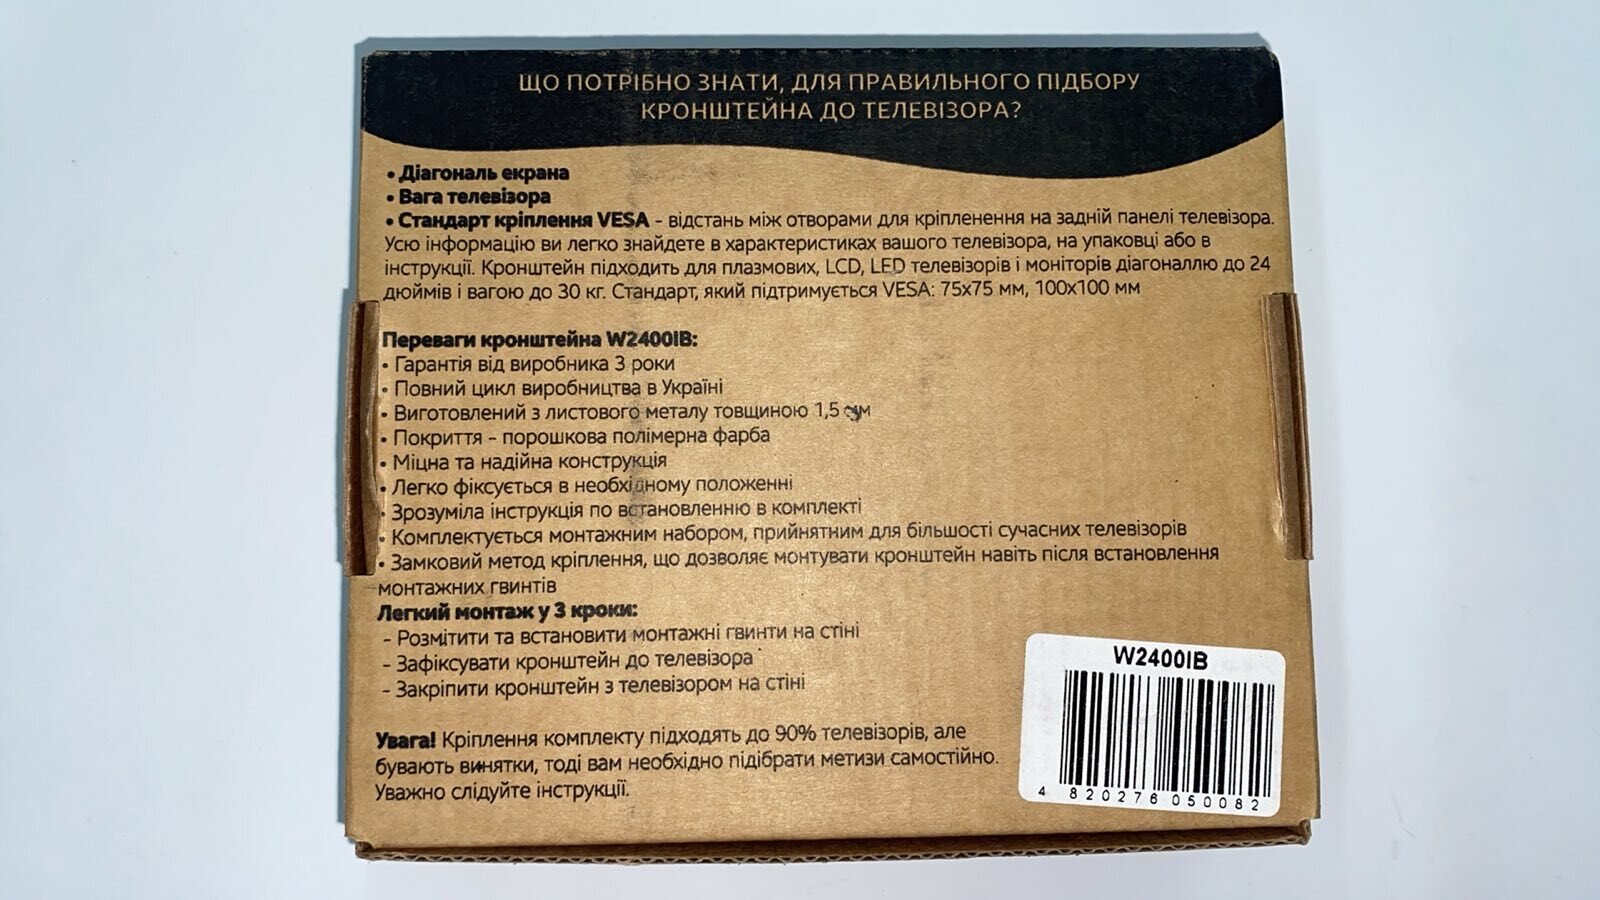 ЩО ПОТРІБНО ЗНАТИ, ДЛЯ ПРАВИЛЬНОГО ПІДБОРУ
КРОНШТЕЙНА ДО ТЕЛЕВІЗОРА?
• Діагональ екрана
• Вага телевізора
• Стандарт кріплення VESA - відстань між отворами для кріпленення на задній панелі телевізора.
Усю інформацію ви легко знайдете в характеристиках вашого телевізора, на упаковці або в
інструкції. Кронштейн підходить для плазмових, LCD, LED телевізорів і моніторів діагоналлю до 24
дюймів і вагою до 30 кг. Стандарт, який підтримується VESA: 75x75 мм, 100x100 мм
Переваги кронштейна W2400IB:
• Гарантія від виробника 3 роки
• Повний цикл виробництва в Україні
• Виготовлений з листового металу товщиною 1,5 мм
• Покриття - порошкова полімерна фарба
• Міцна та надійна конструкція
• Легко фіксується в необхідному положенні
• Зрозуміла інструкція по встановленню в комплекті
• Комплектується монтажним набором, прийнятним для більшості сучасних телевізорів
• Замковий метод кріплення, що дозволяє монтувати кронштейн навіть після встановлення
монтажних гвинтів
Легкий монтаж у 3 кроки:
- Розмітити та встановити монтажні гвинти на стіні
- Зафіксувати кронштейн до телевізора
- Закріпити кронштейн з телевізором на стіні
Увага! Кріплення комплекту підходять до 90% телевізорів, але
бувають винятки, тоді вам необхідно підібрати метизи самостійно.
Уважно слідуйте інструкції.
W2400IB
4 820276 050082